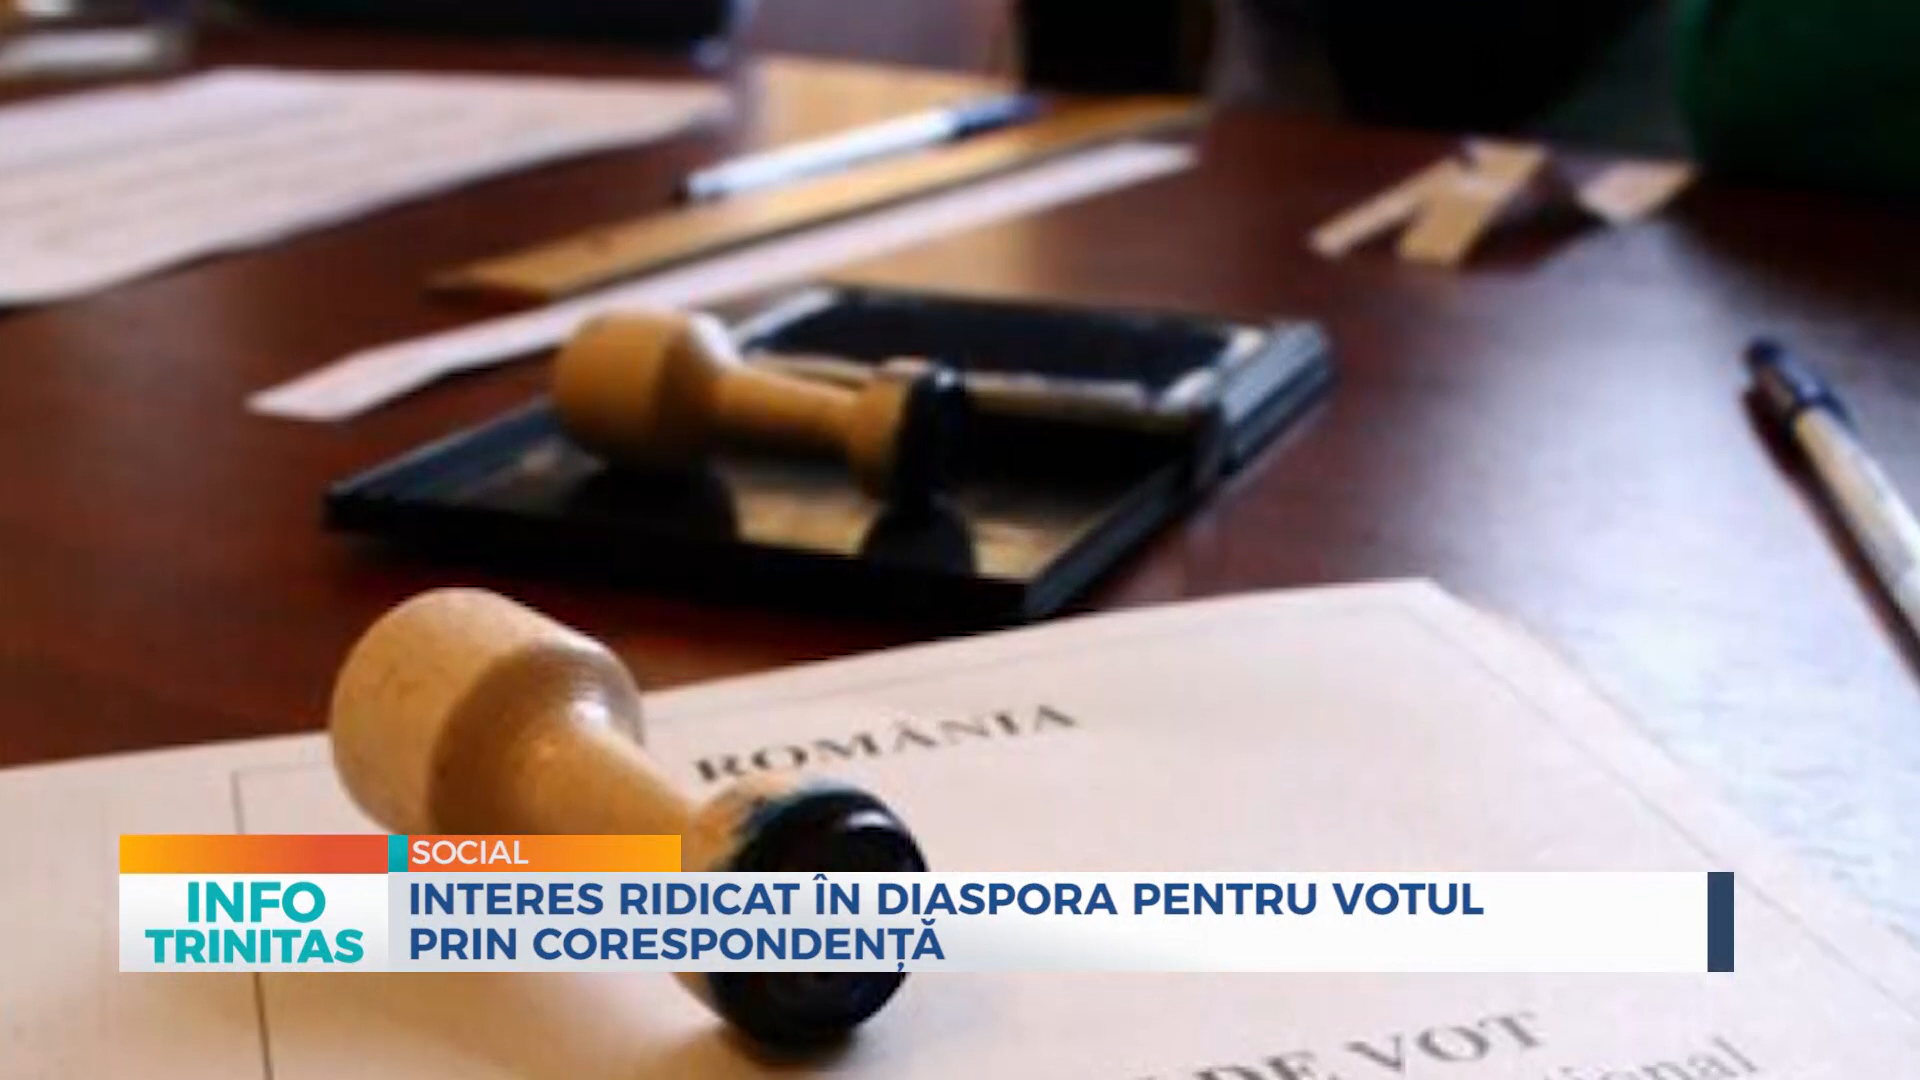 ROMÂNIA
SOCIAL
INFO
TRINITAS
INTERES RIDICAT ÎN DIASPORA PENTRU VOTUL
PRIN CORESPONDENȚĂ
DE VOT